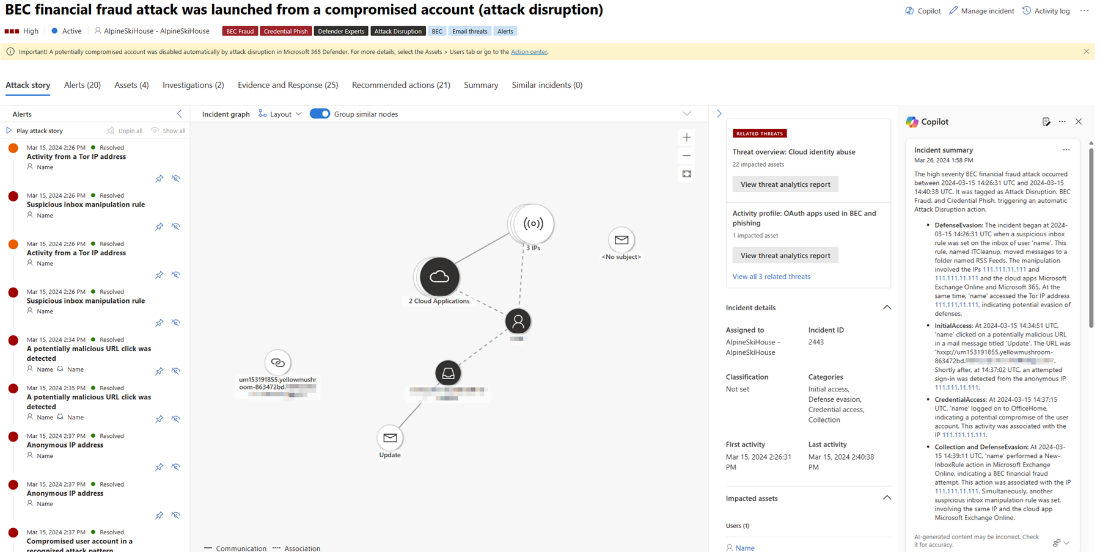 BEC financial fraud attack was launched from a compromised account (attack disruption)
Copilot
Manage incident
Activity log
High
Active
AlpineSkiHouse - AlpineSkiHouse
BEC Fraud
Credential Phish
Defender Experts
Attack Disruption
BEC
Email threats
Alerts
Important! A potentially compromised account was disabled automatically by attack disruption in Microsoft 365 Defender. For more details, select the Assets > Users tab or go to the Action center.
Attack story
Alerts (20)
Assets (4)
Investigations (2)
Evidence and Response (25)
Recommended actions (21)
Summary
Similar incidents (0)
Alerts
Play attack story
Unpin all
Show all
Mar 15, 2024 2:26 PM
Resolved
Activity from a Tor IP address
Name
Mar 15, 2024 2:26 PM
Resolved
Suspicious inbox manipulation rule
Name
Mar 15, 2024 2:26 PM
Resolved
Activity from a Tor IP address
Name
Mar 15, 2024 2:26 PM
Resolved
Suspicious inbox manipulation rule
Name
Mar 15, 2024 2:34 PM
Resolved
A potentially malicious URL click was
detected
Name
Name
Mar 15, 2024 2:35 PM
Resolved
A potentially malicious URL click was
detected
Name
Name
Mar 15, 2024 2:37 PM
Resolved
Anonymous IP address
Name
Mar 15, 2024 2:37 PM
Resolved
Anonymous IP address
Name
Mar 15, 2024 2:37 PM
Resolved
Compromised user account in a
recognized attack pattern
Incident graph
Layout
Group similar nodes
3 IPs
<No subject>
2 Cloud Applications
um153191855.yellowmushr
oom-863472bd.
Update
Communication
Association
RELATED THREATS
Threat overview: Cloud identity abuse
22 impacted assets
View threat analytics report
Activity profile: OAuth apps used in BEC and
phishing
1 impacted asset
View threat analytics report
View all 3 related threats
Incident details
Assigned to
AlpineSkiHouse -
AlpineSkiHouse
Incident ID
2443
Classification
Not set
Categories
Initial access,
Defense evasion,
Credential access,
Collection
First activity
Mar 15, 2024 2:26:31
PM
Last activity
Mar 15, 2024 2:40:38
PM
Impacted assets
Users (1)
Name
Copilot
Incident summary
Mar 26, 2024 1:58 PM
The high severity BEC financial fraud attack occurred
between 2024-03-15 14:26:31 UTC and 2024-03-15
14:40:38 UTC. It was tagged as Attack Disruption, BEC
Fraud, and Credential Phish, triggering an automatic
Attack Disruption action.
• DefenseEvasion: The incident began at 2024-
03-15 14:26:31 UTC when a suspicious inbox
rule was set on the inbox of user 'name'. This
rule, named ITCleanup, moved messages to a
folder named RSS Feeds. The manipulation
involved the IPs 111.111.11.111 and
111.111.11.111 and the cloud apps Microsoft
Exchange Online and Microsoft 365. At the
same time, 'name' accessed the Tor IP address
111.111.11.111, indicating potential evasion of
defenses.
• InitialAccess: At 2024-03-15 14:34:51 UTC,
'name' clicked on a potentially malicious URL
in a mail message titled 'Update'. The URL was
'hxxp://um153191855.yellowmushroom-
863472bd.
Shortly after, at 14:37:02 UTC, an attempted
sign-in was detected from the anonymous IP
111.111.11.111.
• CredentialAccess: At 2024-03-15 14:37:15
UTC, 'name' logged on to OfficeHome,
indicating a potential compromise of the user
account. This activity was associated with the
IP 111.111.11.111.
• Collection and DefenseEvasion: At 2024-03-
15 14:39:11 UTC, 'name' performed a New-
InboxRule action in Microsoft Exchange
Online, indicating a BEC financial fraud
attempt. This action was associated with the IP
111.111.11.111. Simultaneously, another
suspicious inbox manipulation rule was set,
involving the same IP and the cloud app
Microsoft Exchange Online.
AI-generated content may be incorrect. Check
it for accuracy.